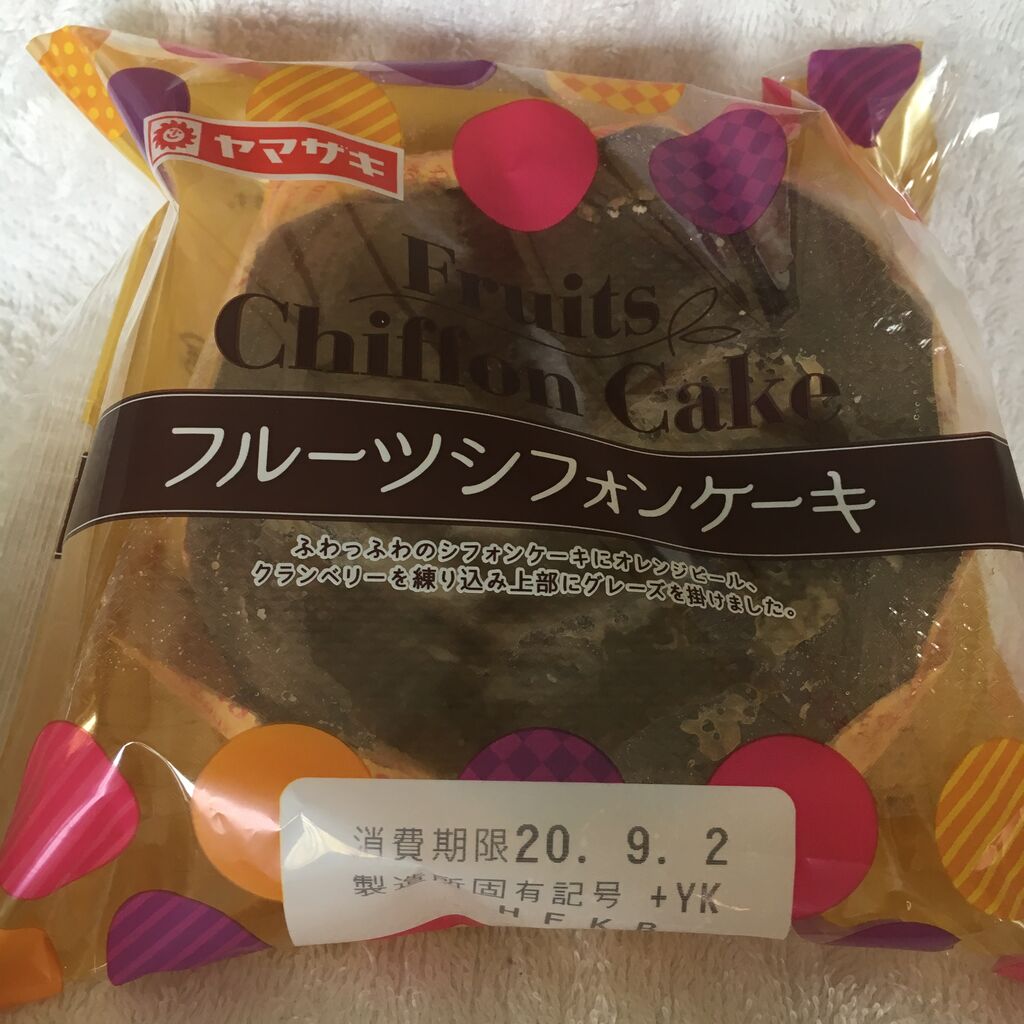 ヤマザキ
Fruits
Chiffon Cake
フルーツシフォンケーキ
ふわっふわのシフォンケーキにオレンジピール、
クランベリーを練り込み上部にグレーズを掛けました。
消費期限20. 9. 2
製造所固有記号 +YK